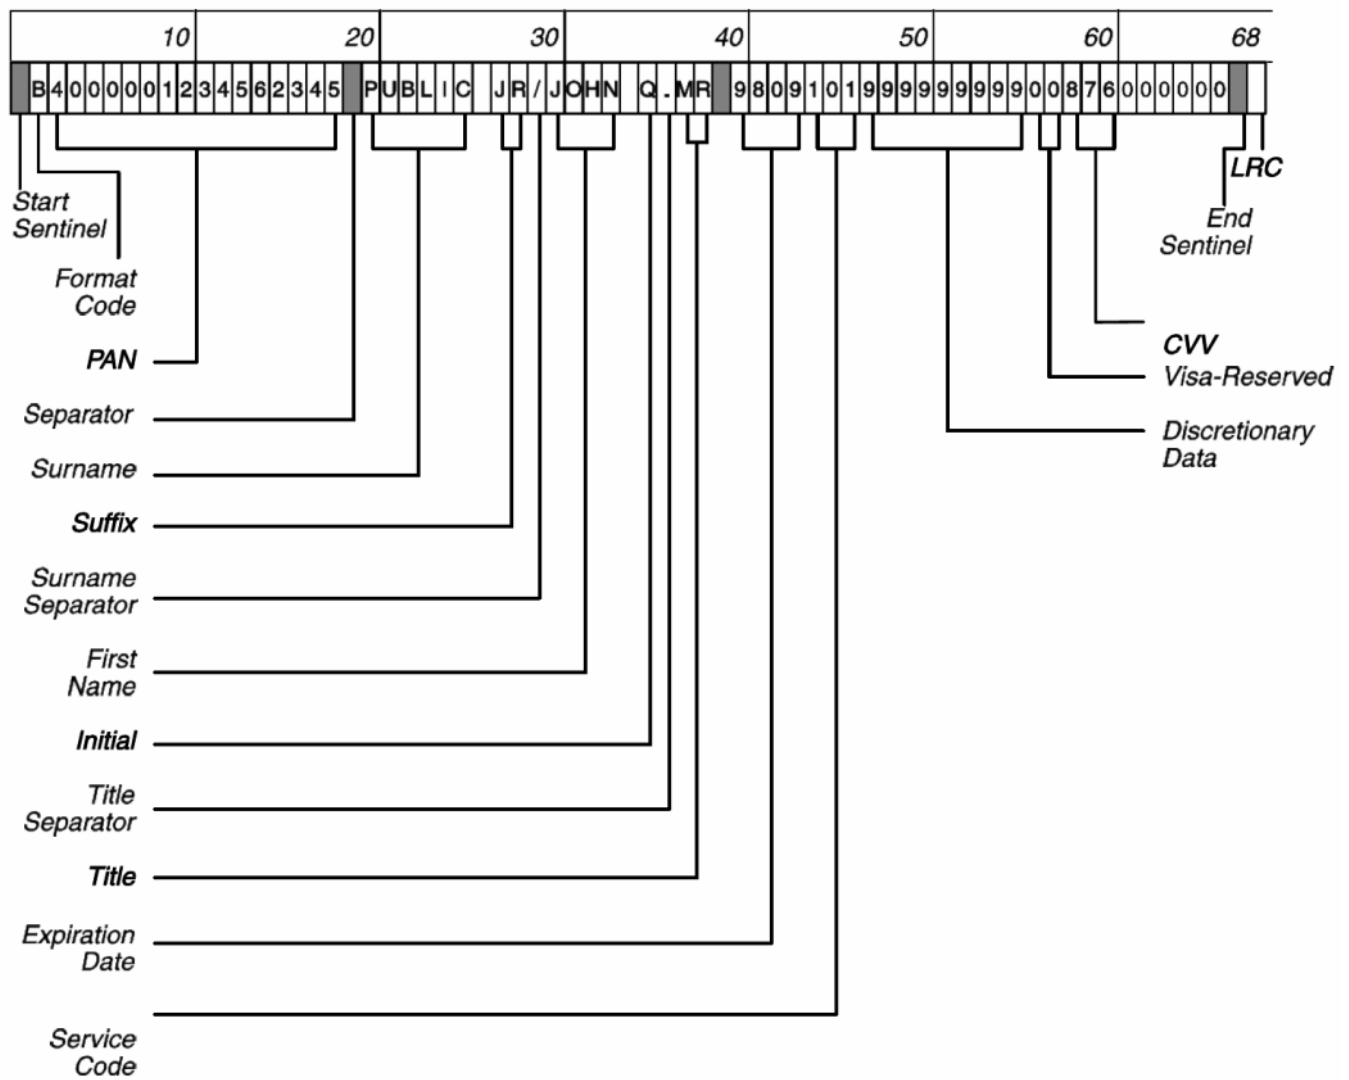 10 20 30 40 50 60 68
B4000001234562345 PUBLIC JR/JOHN Q.MR 980910199999999900876000000
LRC
Start
Sentinel
End
Sentinel
Format
Code
CVV
PAN
Visa-Reserved
Separator
Discretionary
Data
Surname
Suffix
Surname
Separator
First
Name
Initial
Title
Separator
Title
Expiration
Date
Service
Code